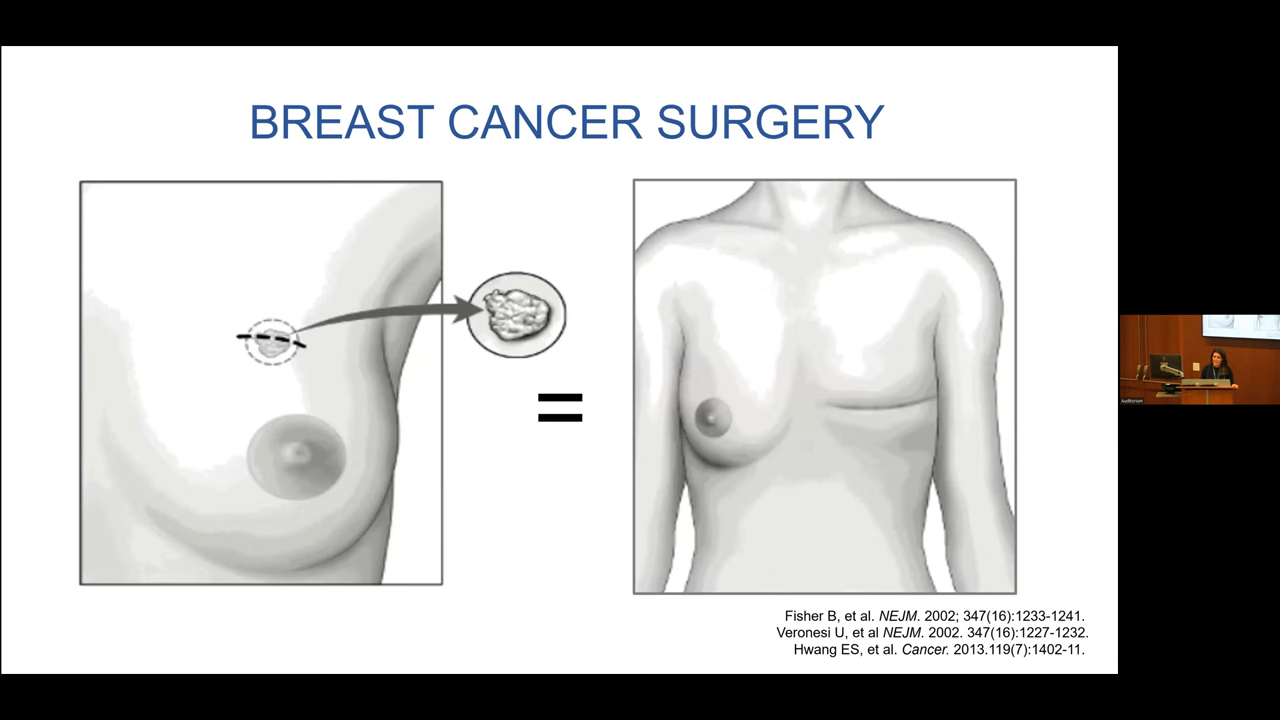 BREAST CANCER SURGERY
=
Fisher B, et al. NEJM. 2002; 347(16):1233-1241.
Veronesi U, et al NEJM. 2002. 347(16):1227-1232.
Hwang ES, et al. Cancer. 2013.119(7):1402-11.
Auditorium